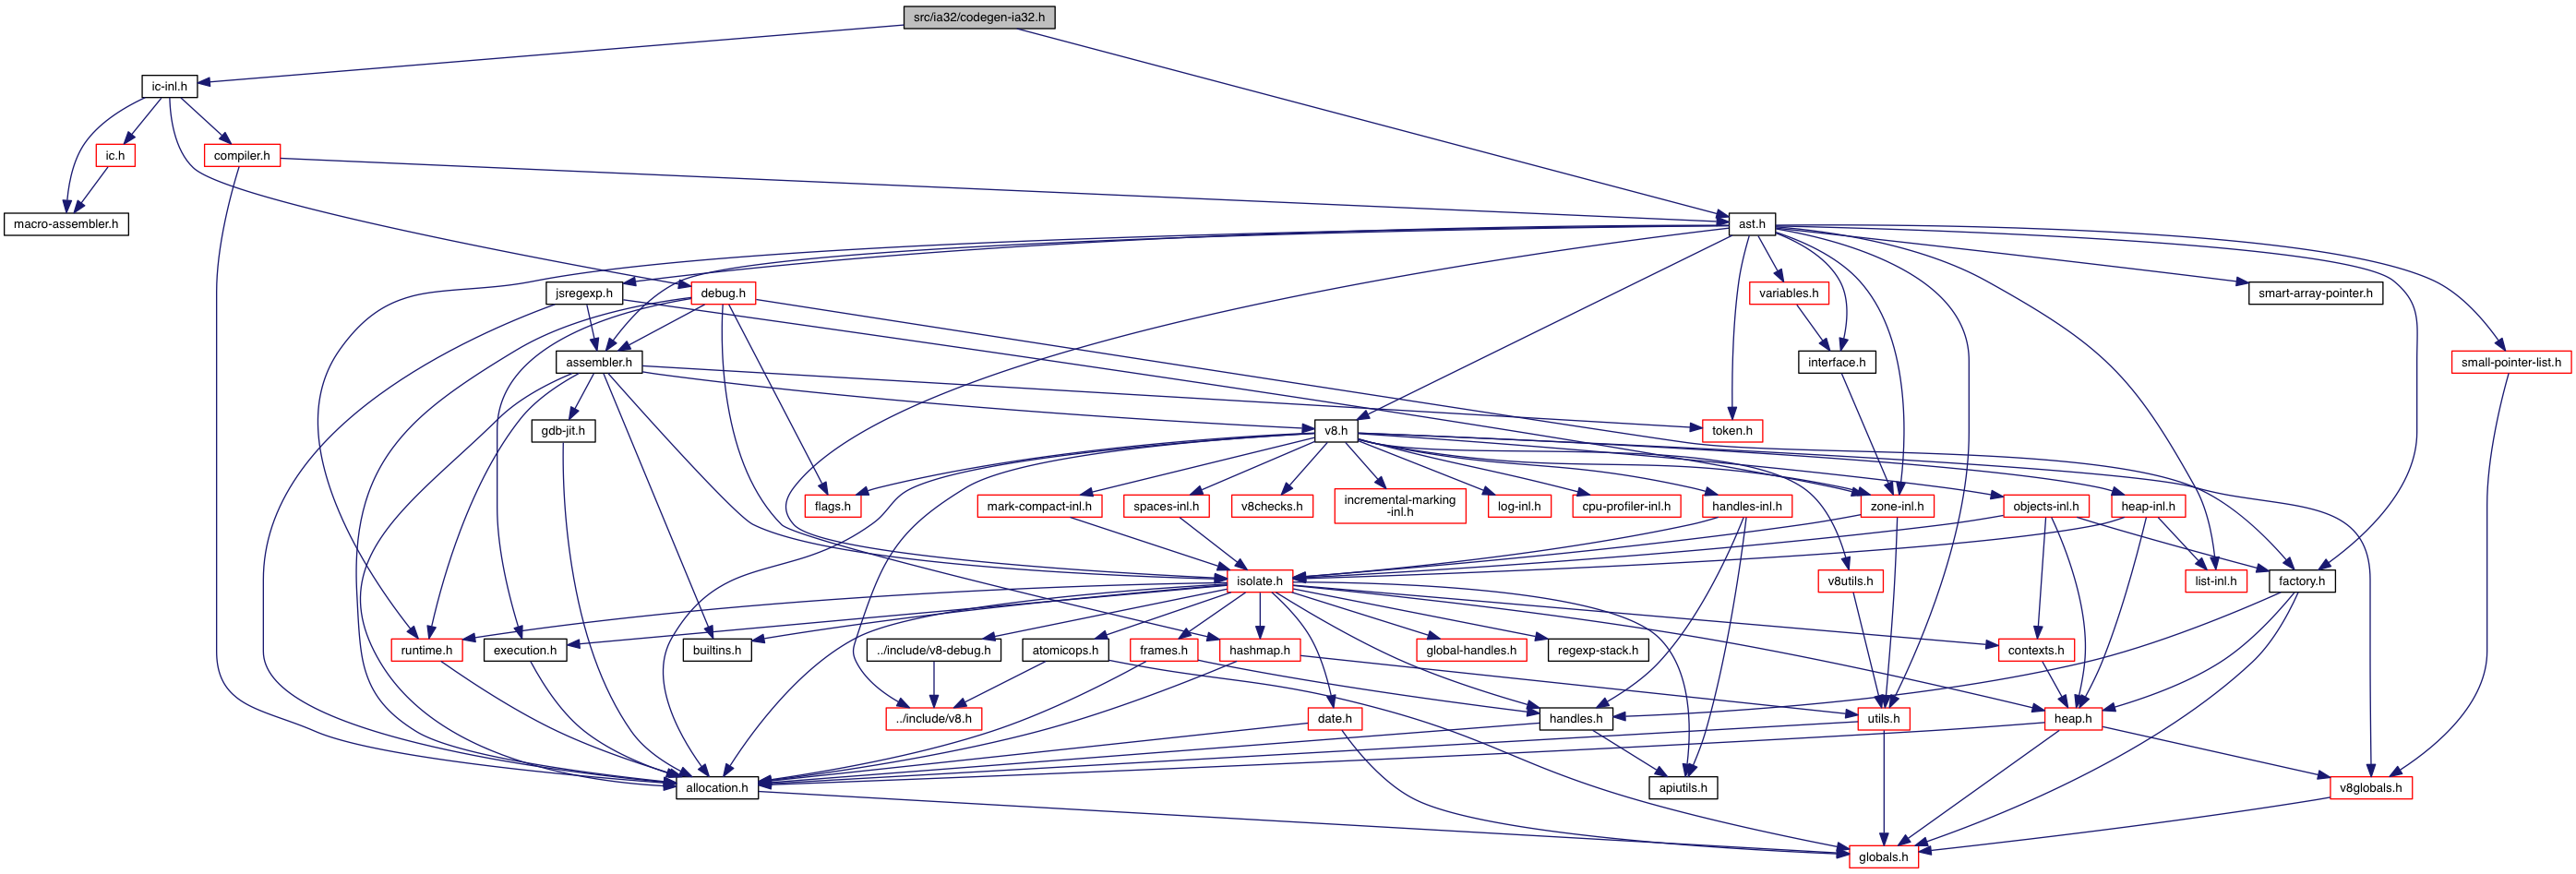 src/ia32/codegen-ia32.h
ic-inl.h
ic.h
compiler.h
macro-assembler.h
ast.h
jsregexp.h
debug.h
variables.h
smart-array-pointer.h
assembler.h
interface.h
small-pointer-list.h
gdb-jit.h
v8.h
token.h
flags.h
mark-compact-inl.h
spaces-inl.h
v8checks.h
incremental-marking
-inl.h
log-inl.h
cpu-profiler-inl.h
handles-inl.h
zone-inl.h
objects-inl.h
heap-inl.h
isolate.h
v8utils.h
list-inl.h
factory.h
runtime.h
execution.h
builtins.h
../include/v8-debug.h
atomicops.h
frames.h
hashmap.h
global-handles.h
regexp-stack.h
contexts.h
../include/v8.h
date.h
handles.h
utils.h
heap.h
allocation.h
apiutils.h
v8globals.h
globals.h